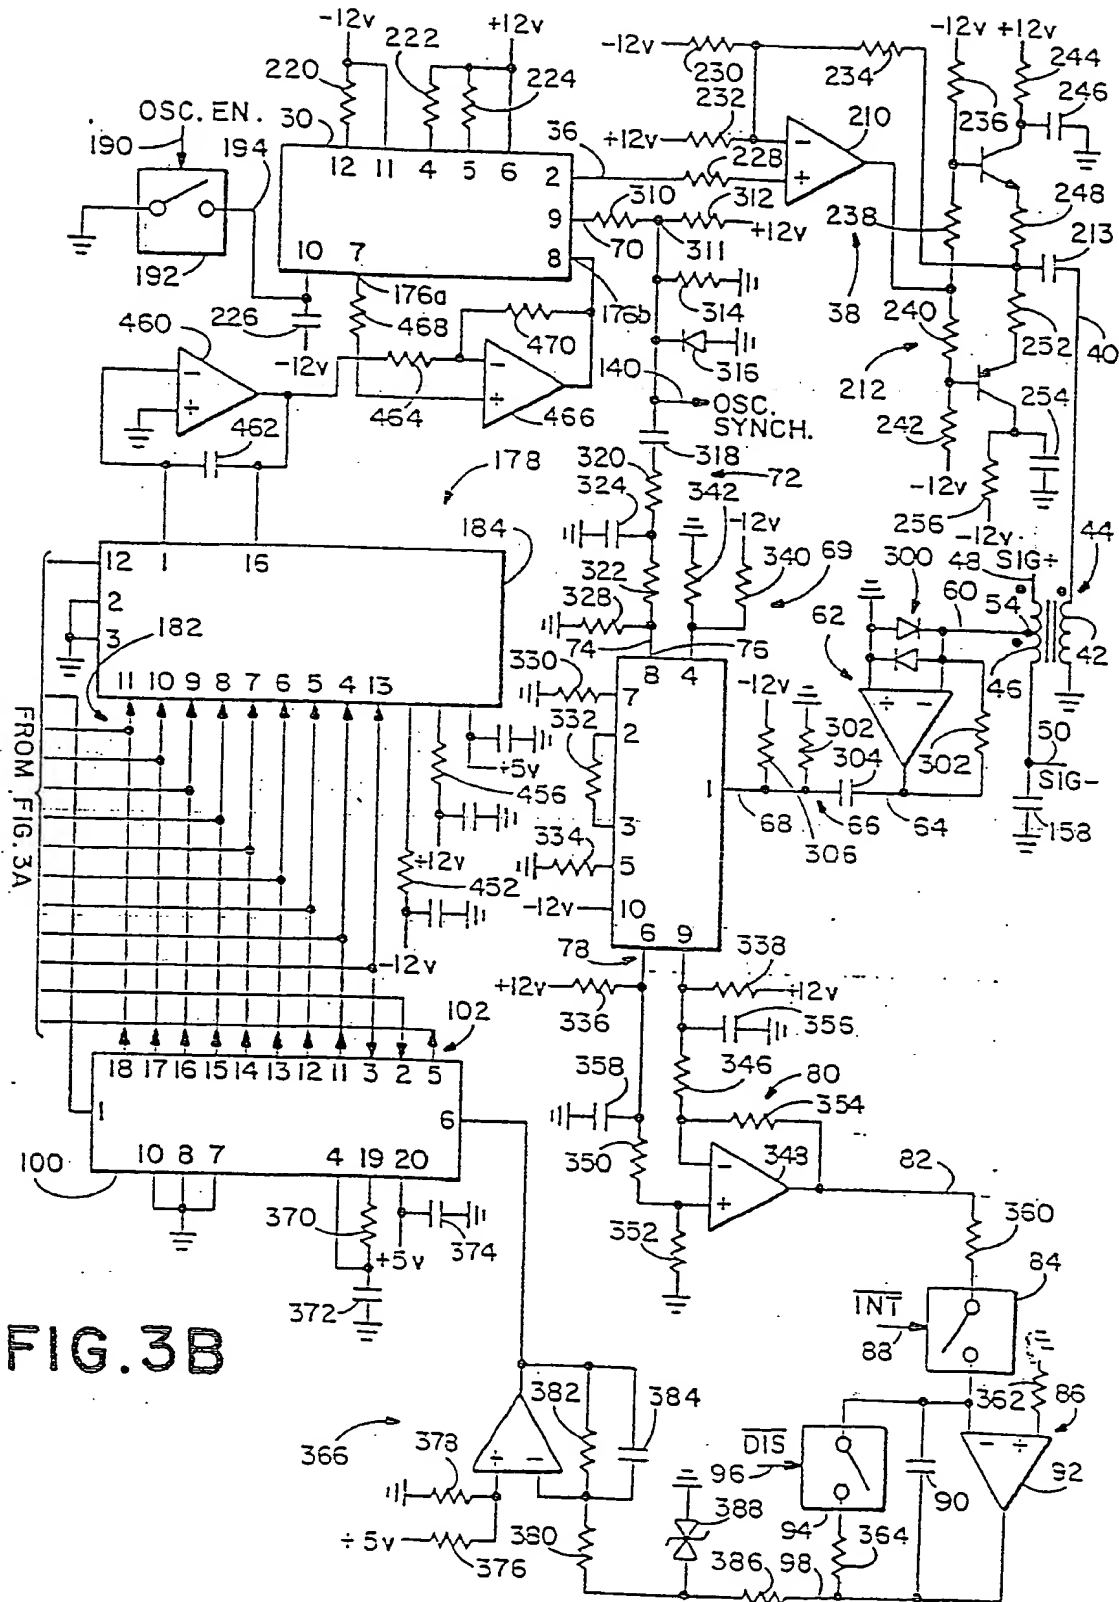 -12v 222 +12v -12v -12v +12v
220 224 230 234 244
OSC. EN. 30 232 210 246
190 194 +12v 236
12 11 4 5 6 2 36 228
310 312 248
9 70 +12v 238 213
192 10 7 8 311
176a 176b 314 38
226 468 470 240 252 40
460 -12v 316 212
140 OSC. SYNCH. 254
- ÷ 464 466 242
462 318 -12v
178 320 72 256
324 342 -12v -12v 44
184 300 48 SIG+
12 1 16 322 340 69 60 54
2 328 62
3 182 74 76 46 42
11 10 9 8 7 6 5 4 13 330 8 4
7 -12v 302 302 50
332 2 304 SIG-
+5v 1
456 3 68 66 64 158
FROM FIG. 3A 334 5 306
÷12v
452 -12v 10
6 9
-12v 78 338
+12v ÷12v
102 336 356
18 17 16 15 14 13 12 11 3 2 5 358 346 80
1 6 354
350 348 82
100 10 8 7 4 19 20 360
370 374 352 84
+5v INT
372 88
FIG. 3B 362 86
382 384
366 378 DIS
96 92
90
388 94 364
÷5v 380
376 386 98